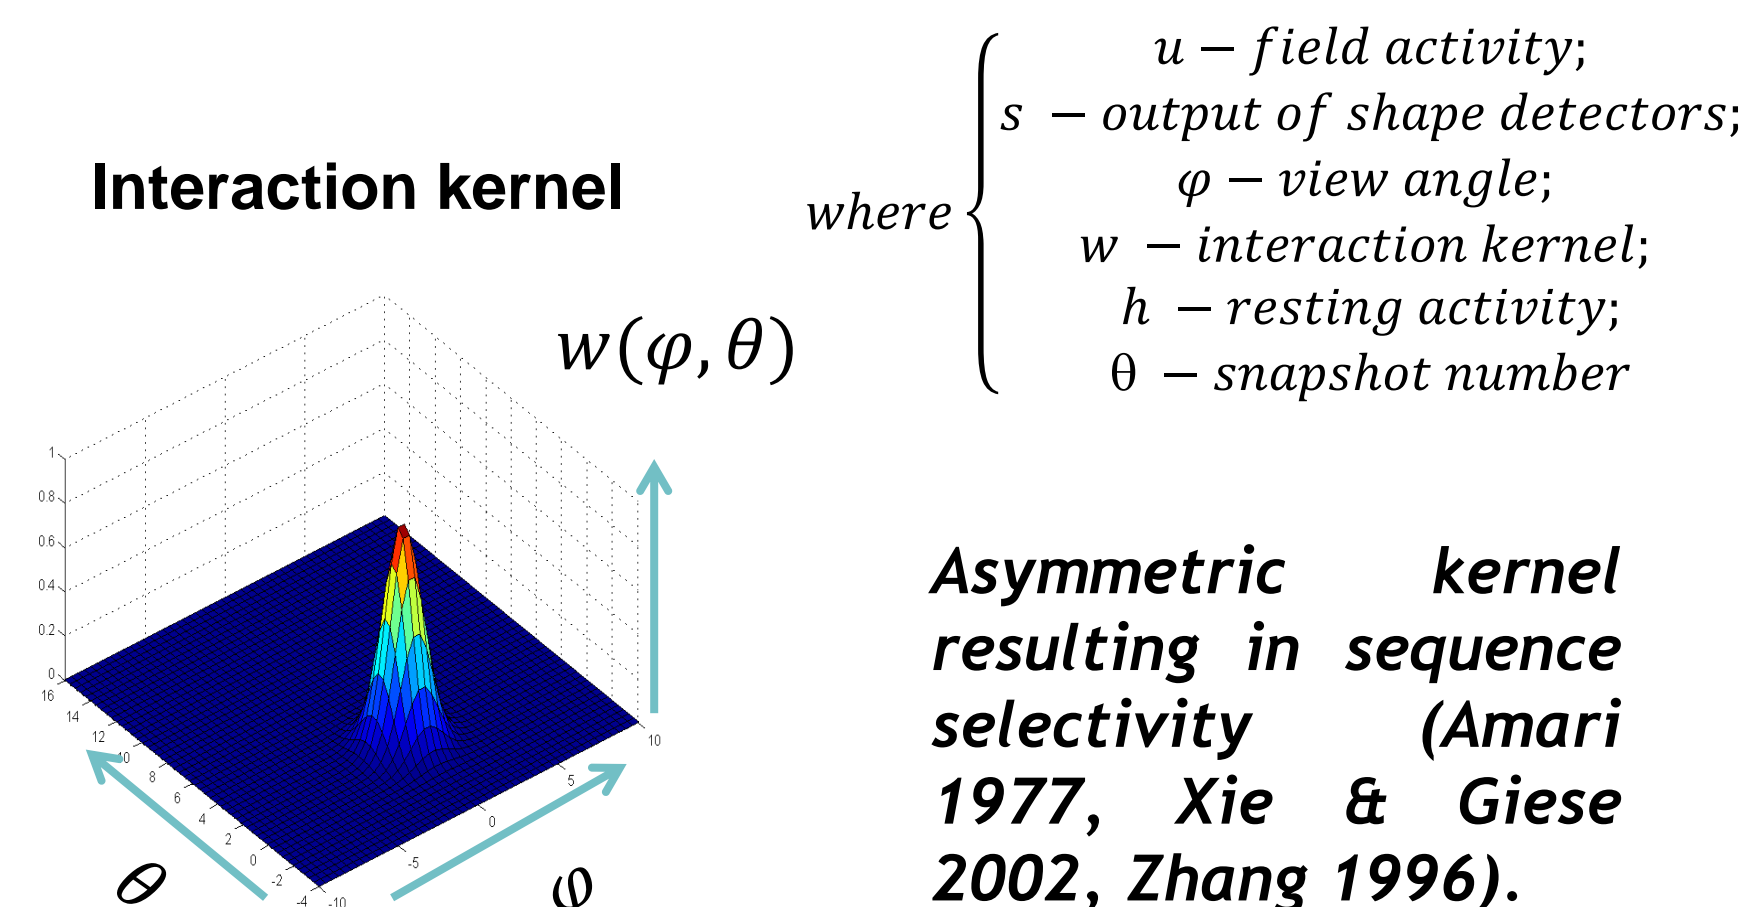 Interaction kernel
where
u – field activity;
s – output of shape detectors;
φ – view angle;
w – interaction kernel;
h – resting activity;
θ – snapshot number
w(φ, θ)
1
0.8
0.6
0.4
0.2
0
16
14
12
10
8
6
4
2
0
-2
-4
-10
-5
0
5
10
θ
φ
Asymmetric kernel
resulting in sequence
selectivity (Amari
1977, Xie & Giese
2002, Zhang 1996).